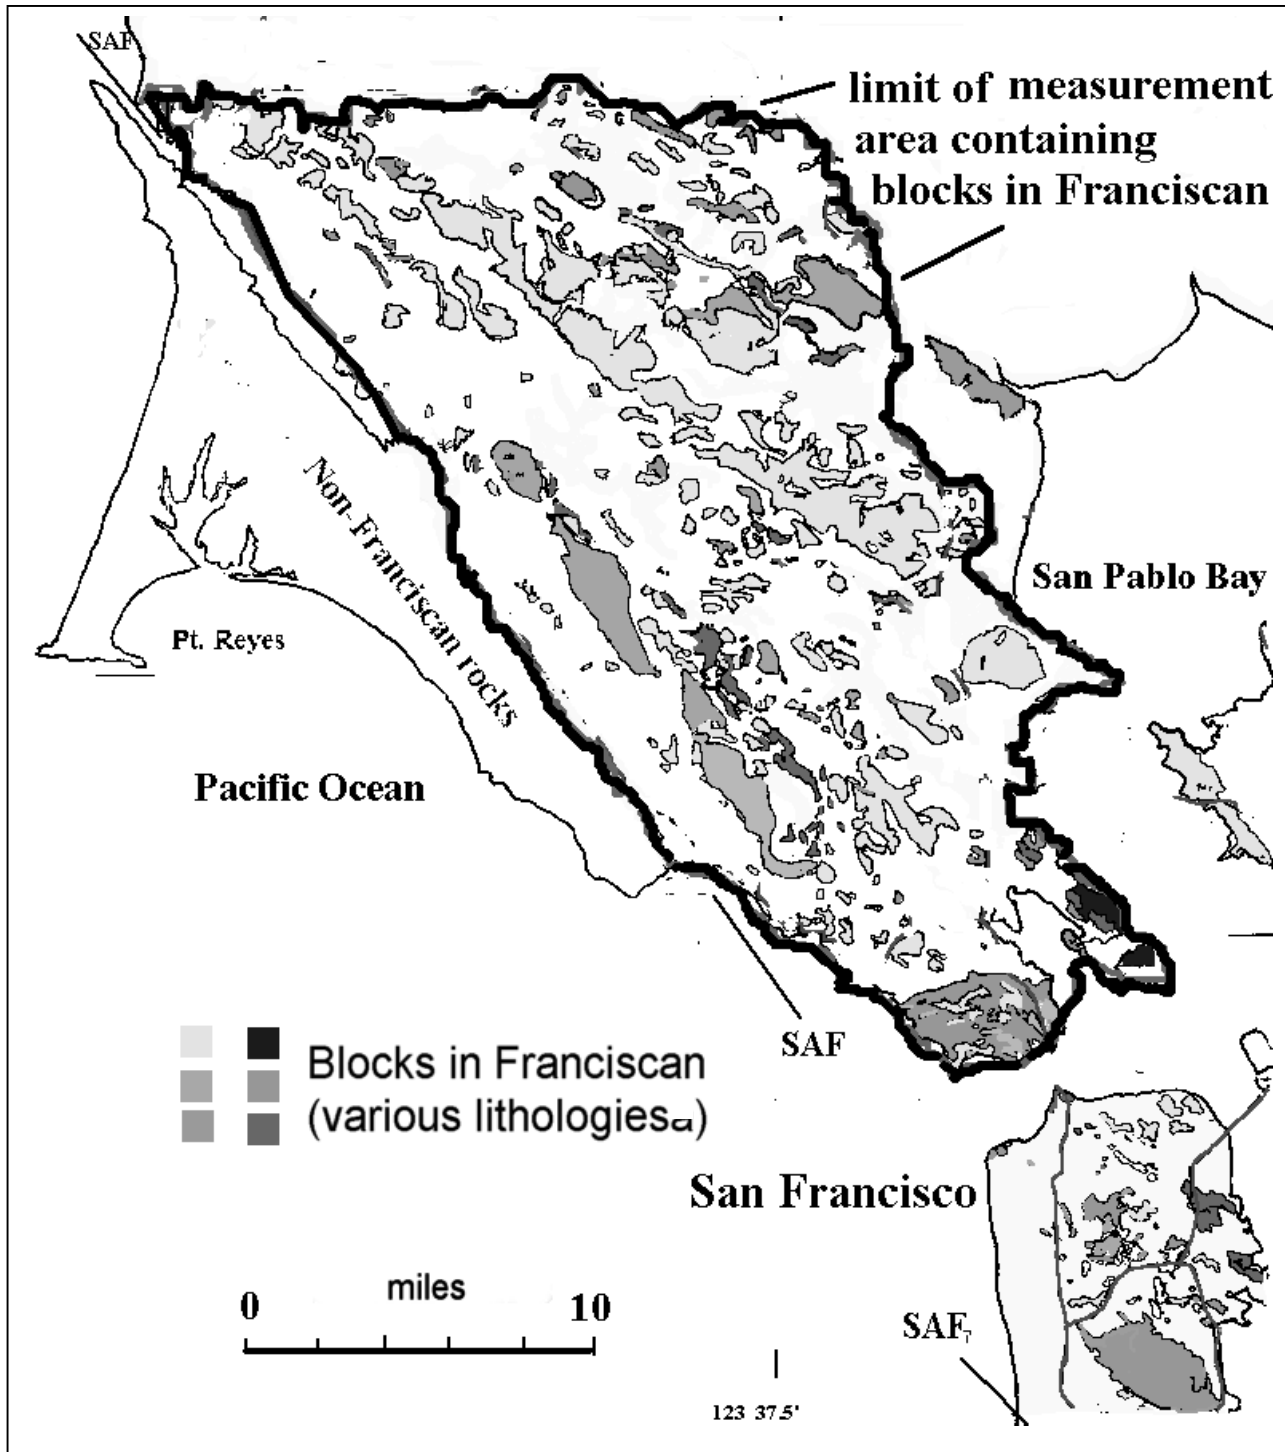 SAF
limit of measurement
area containing
blocks in Franciscan
Non-Franciscan rocks
San Pablo Bay
Pt. Reyes
Pacific Ocean
SAF
Blocks in Franciscan
(various lithologiesa)
San Francisco
miles
0 10
SAF
123 37.5'